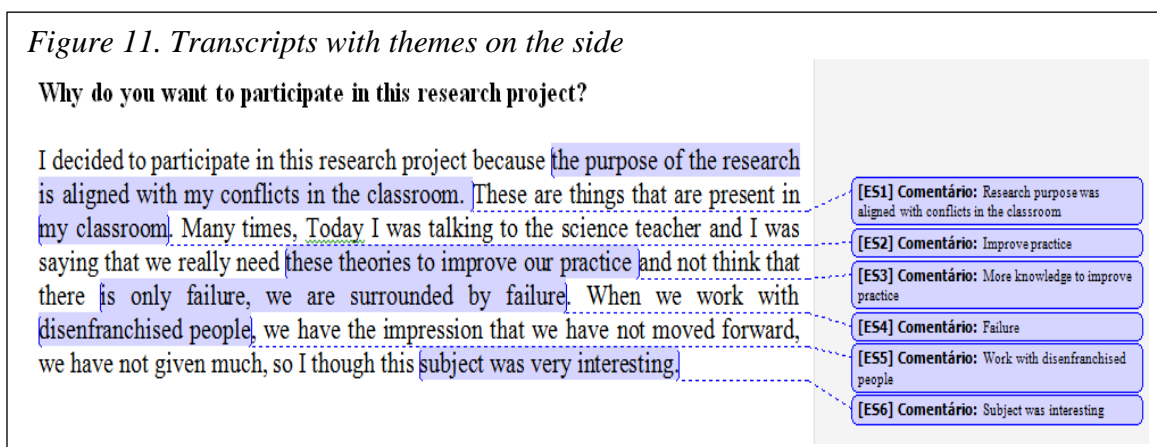 Figure 11. Transcripts with themes on the side
Why do you want to participate in this research project?
I decided to participate in this research project because the purpose of the research
is aligned with my conflicts in the classroom. These are things that are present in
my classroom. Many times, Today I was talking to the science teacher and I was
saying that we really need these theories to improve our practice and not think that
there is only failure, we are surrounded by failure. When we work with
disenfranchised people, we have the impression that we have not moved forward,
we have not given much, so I though this subject was very interesting.
[ES1] Comentário: Research purpose was
aligned with conflicts in the classroom
[ES2] Comentário: Improve practice
[ES3] Comentário: More knowledge to improve
practice
[ES4] Comentário: Failure
[ES5] Comentário: Work with disenfranchised
people
[ES6] Comentário: Subject was interesting